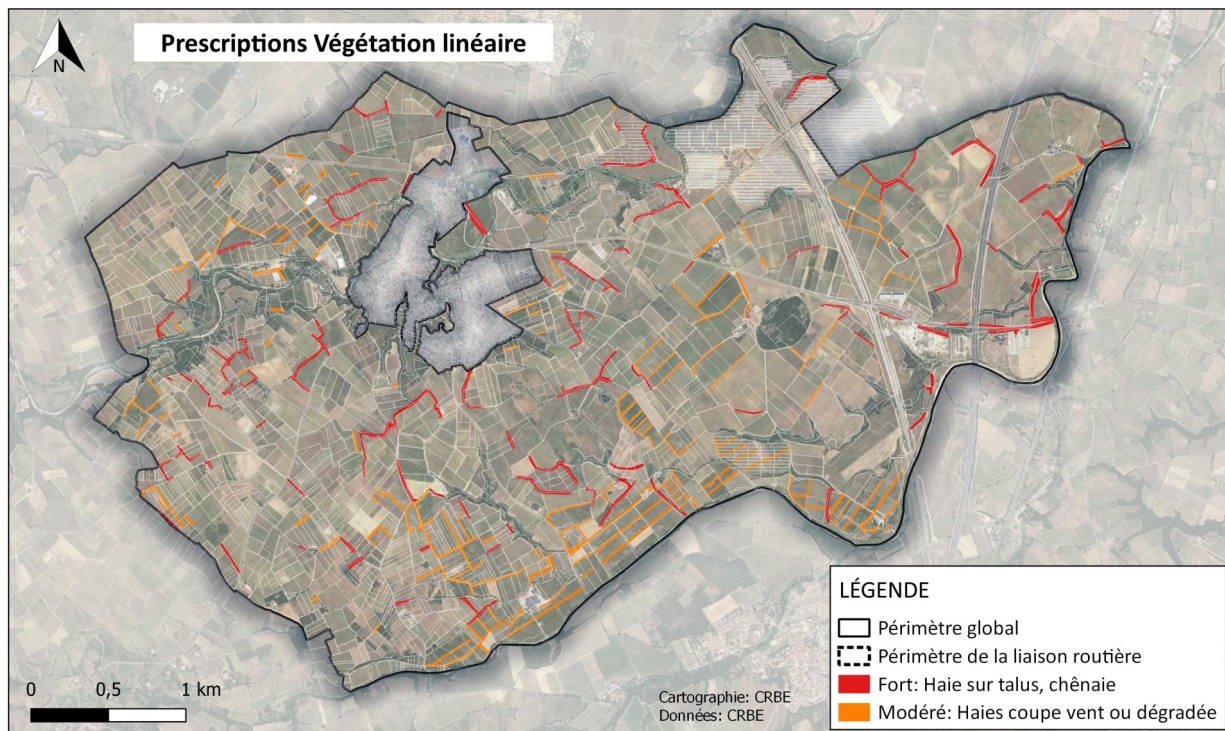 Prescriptions Végétation linéaire
N
LÉGENDE
Périmètre global
Périmètre de la liaison routière
Fort: Haie sur talus, chênaie
Modéré: Haies coupe vent ou dégradée
0 0,5 1 km
Cartographie: CRBE
Données: CRBE